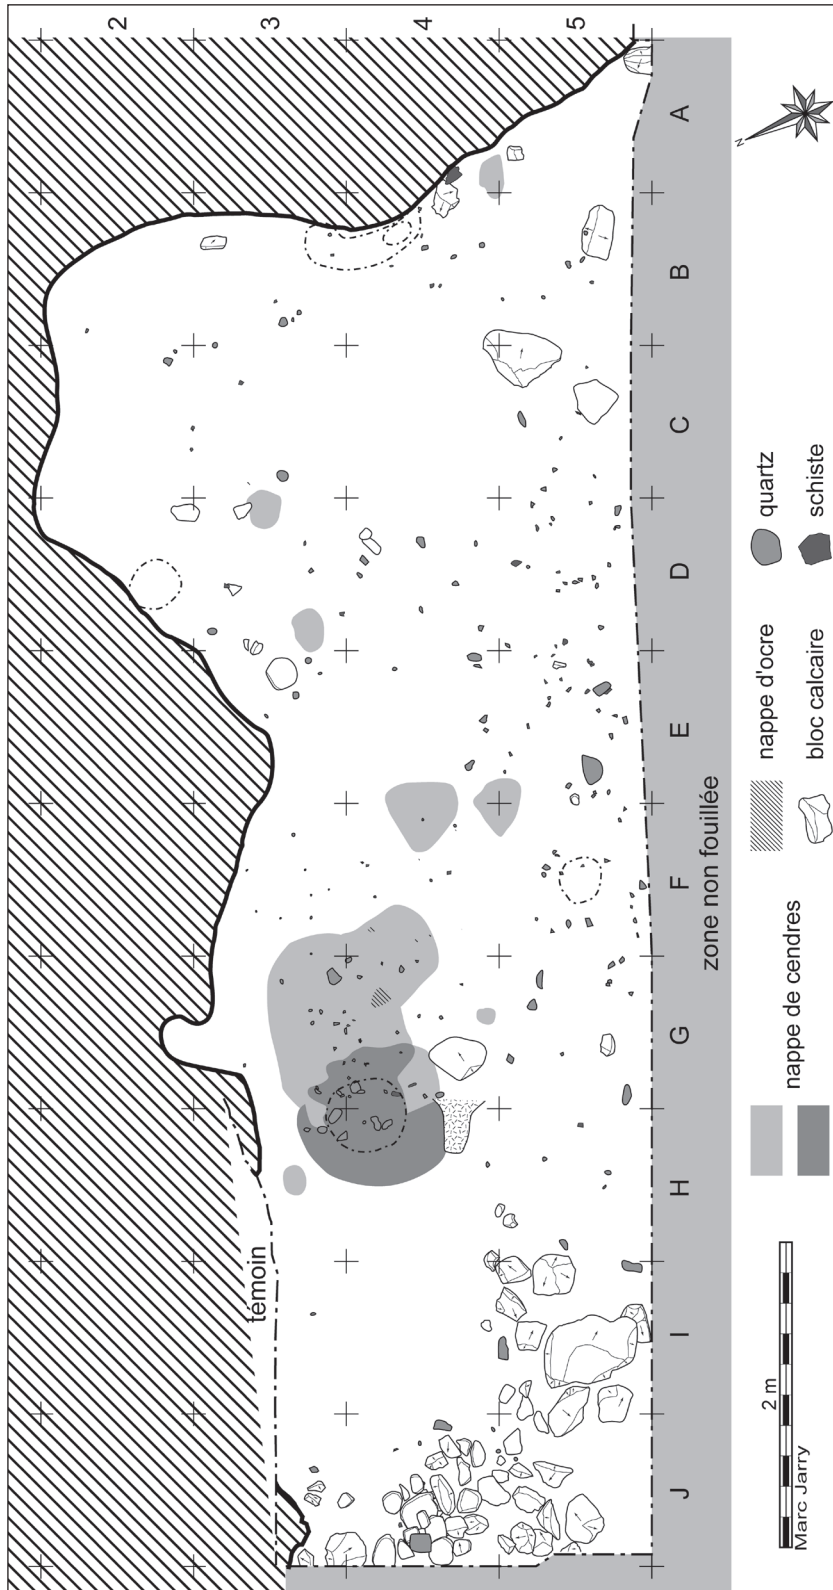 2
3
4
5
A
B
C
D
E
F
G
H
I
J
N
témoin
zone non fouillée
nappe de cendres
nappe d'ocre
quartz
bloc calcaire
schiste
2 m
Marc Jarry